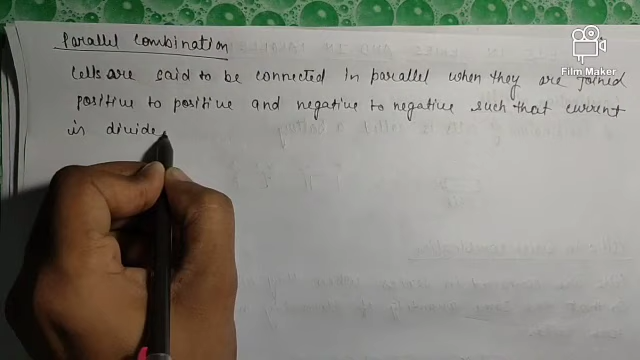 Parallel Combination
Cells are said to be connected in parallel when they are joined
positive to positive and negative to negative such that current
is divide
Film Maker